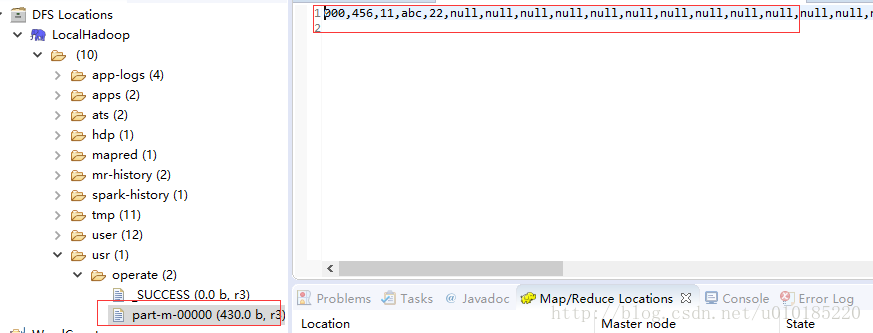 DFS Locations
LocalHadoop
(10)
app-logs (4)
apps (2)
ats (2)
hdp (1)
mapred (1)
mr-history (2)
spark-history (1)
tmp (11)
user (12)
usr (1)
operate (2)
_SUCCESS (0.0 b, r3)
part-m-00000 (430.0 b, r3)
1 000,456,11,abc,22,null,null,null,null,null,null,null,null,null,null,null,
2
Problems Tasks @ Javadoc Map/Reduce Locations Console Error Log
Location Master node State
http://blog.csdn.net/u010185220